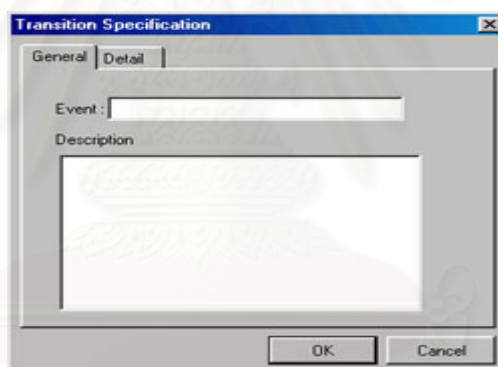 Transition Specification
General Detail
Event :
Description
OK Cancel